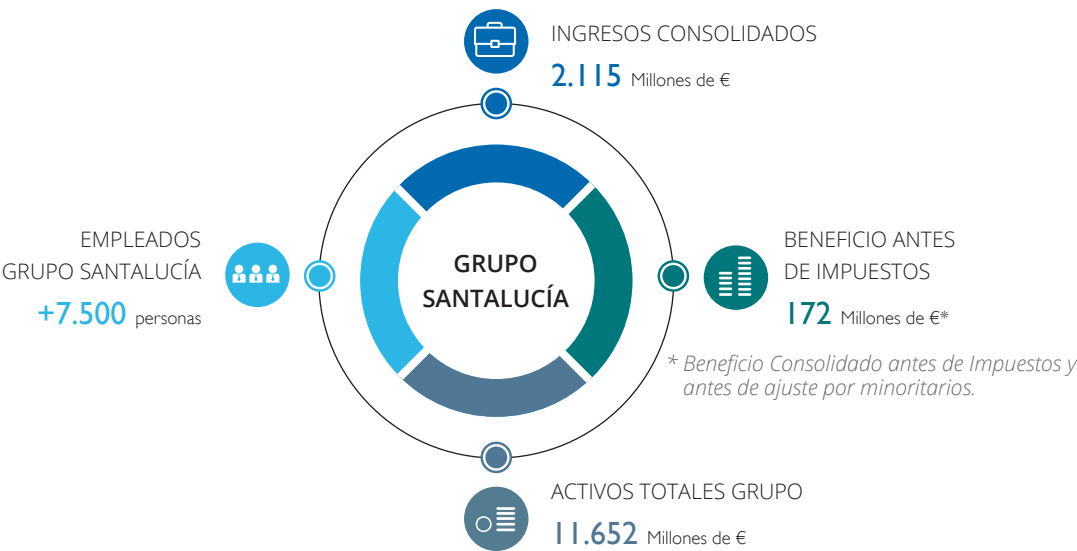 INGRESOS CONSOLIDADOS
2.115 Millones de €
EMPLEADOS
GRUPO SANTALUCÍA
+7.500 personas
GRUPO
SANTALUCÍA
BENEFICIO ANTES
DE IMPUESTOS
172 Millones de €*
* Beneficio Consolidado antes de Impuestos y
antes de ajuste por minoritarios.
ACTIVOS TOTALES GRUPO
11.652 Millones de €